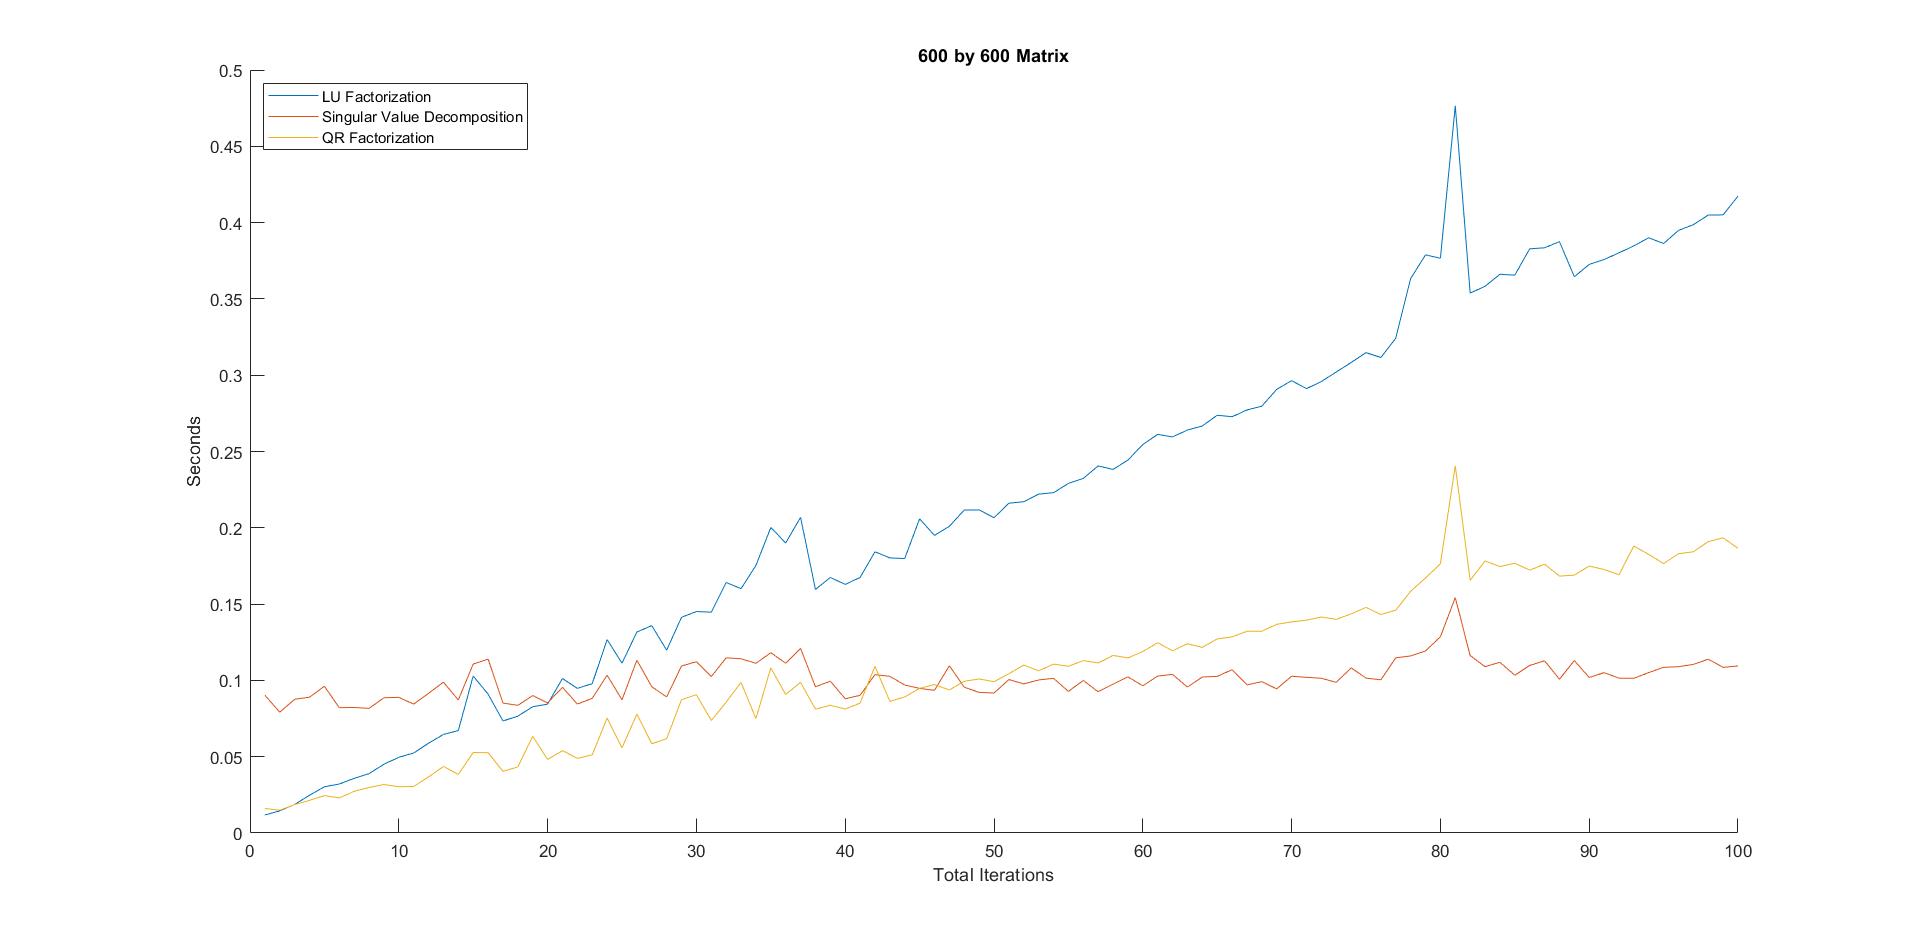 600 by 600 Matrix
LU Factorization
Singular Value Decomposition
QR Factorization
0.5
0.45
0.4
0.35
0.3
0.25
0.2
0.15
0.1
0.05
0
Seconds
0 10 20 30 40 50 60 70 80 90 100
Total Iterations